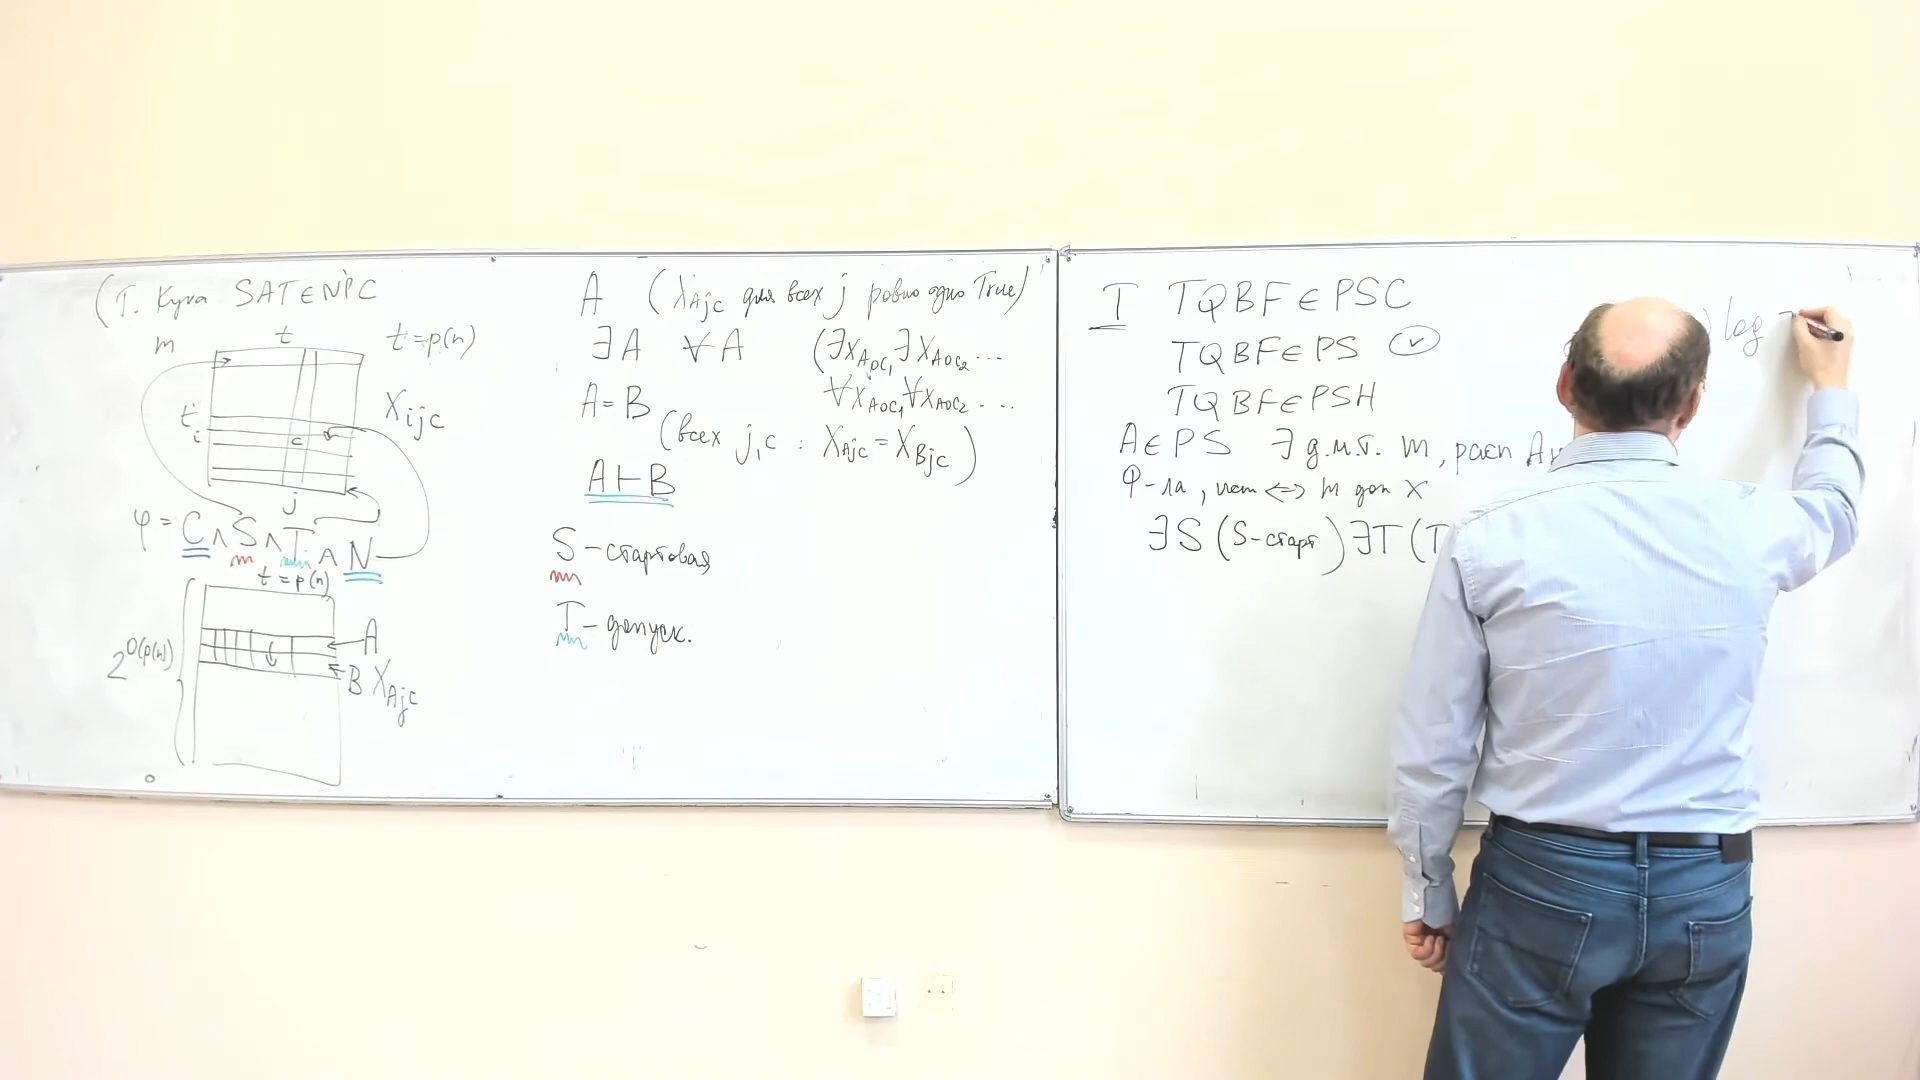 (Т. Кука SAT∈NPC
m
t
t = p(n)
t
i
c
X_ijc
j
φ = C ∧ S ∧ T ∧ N
t = p(n)
2^O(p(n))
A
B X_Ajc
A (X_Ajc для всех j ровно одно True)
∃A ∀A (∃X_A0C₁ ∃X_A0C₂ ...
∀X_A0C₁ ∀X_A0C₂ ...
A = B
(всех j,c : X_Ajc = X_Bjc)
A ⊢ B
S – стартовая
T – допуск.
T TQBF ∈ PSC
TQBF ∈ PS
TQBF ∈ PSH
A ∈ PS ∃ д.м.т. m, расп A
φ-ла, ист ⇔ m доп x
∃S (S-старт) ∃T (T
) log